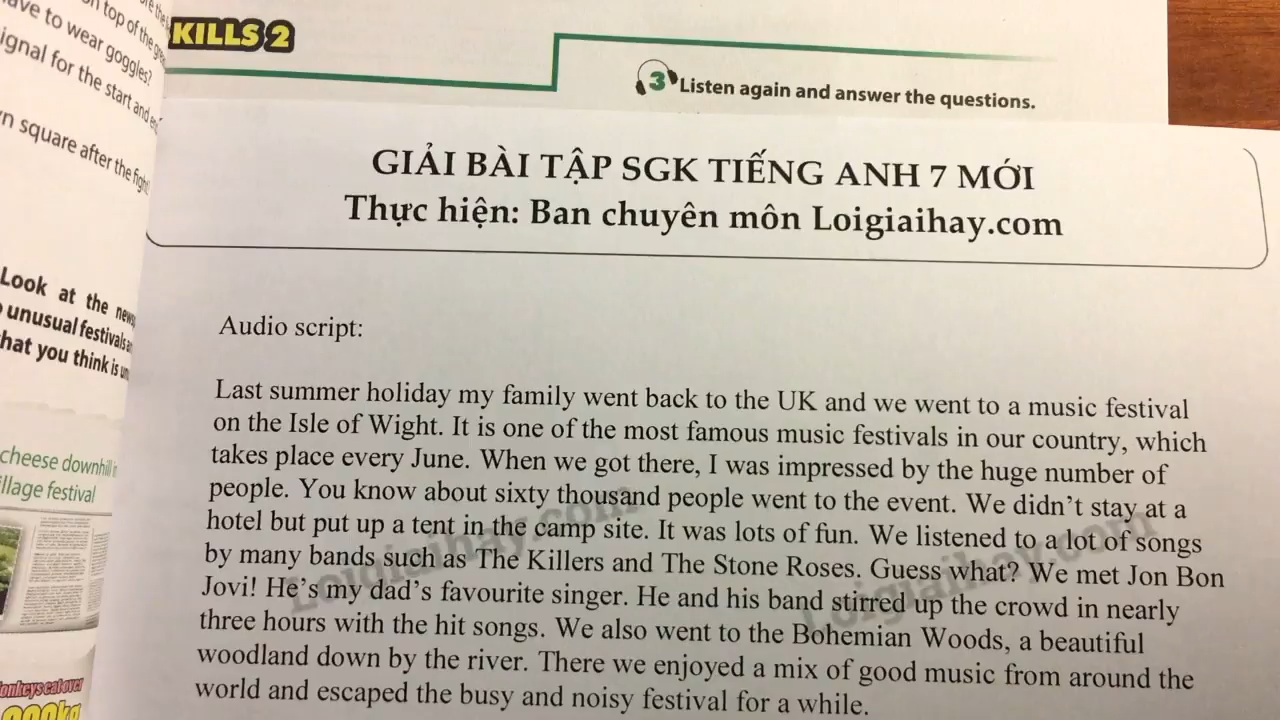 top of the
ave to wear goggles?
ignal for the start and
n square after the fight
Look at the
unusual festivals
hat you think is
cheese downhill
illage festival
KILLS 2
3 Listen again and answer the questions.
GIẢI BÀI TẬP SGK TIẾNG ANH 7 MỚI
Thực hiện: Ban chuyên môn Loigiaihay.com
Audio script:
Last summer holiday my family went back to the UK and we went to a music festival
on the Isle of Wight. It is one of the most famous music festivals in our country, which
takes place every June. When we got there, I was impressed by the huge number of
people. You know about sixty thousand people went to the event. We didn't stay at a
hotel but put up a tent in the camp site. It was lots of fun. We listened to a lot of songs
by many bands such as The Killers and The Stone Roses. Guess what? We met Jon Bon
Jovi! He's my dad's favourite singer. He and his band stirred up the crowd in nearly
three hours with the hit songs. We also went to the Bohemian Woods, a beautiful
woodland down by the river. There we enjoyed a mix of good music from around the
world and escaped the busy and noisy festival for a while.
Loigiaihay.com
Loigiaihay.com